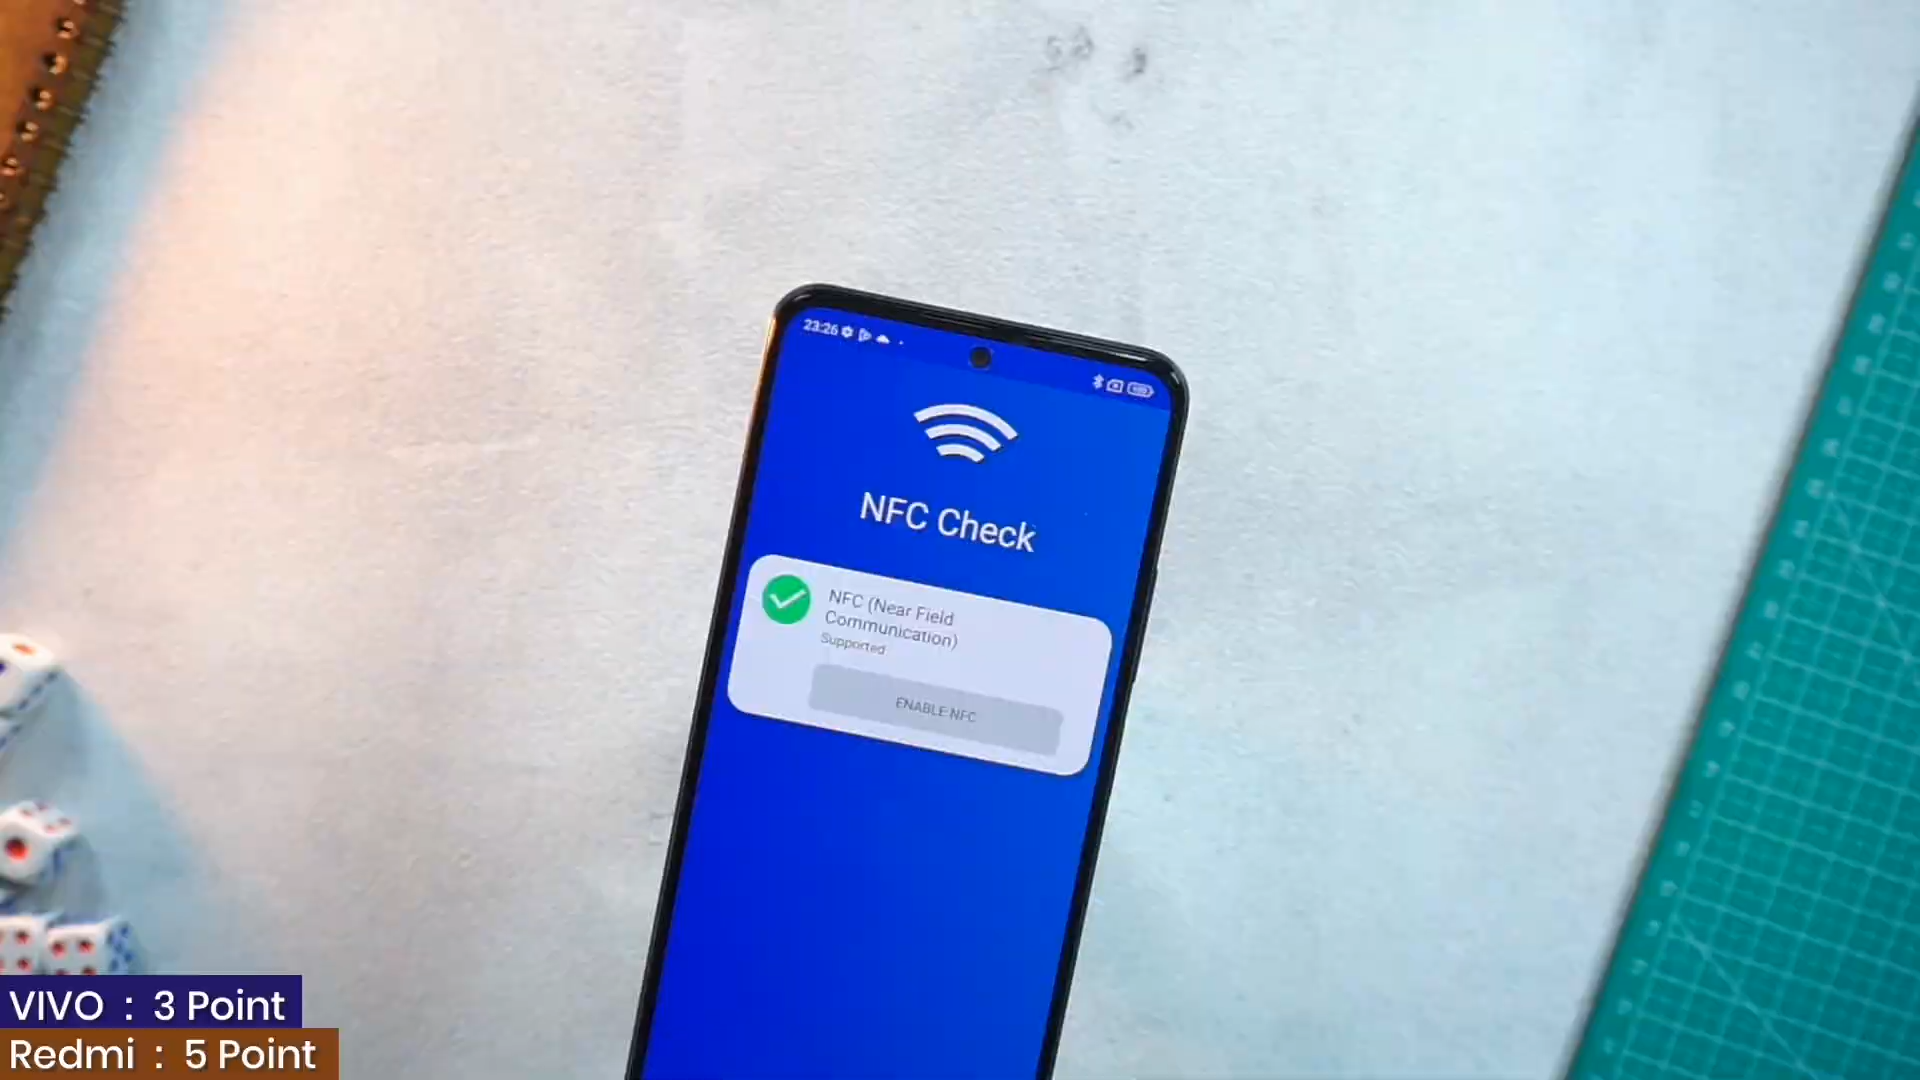 23:26
NFC Check
NFC (Near Field
Communication)
Supported
ENABLE NFC
VIVO : 3 Point
Redmi : 5 Point